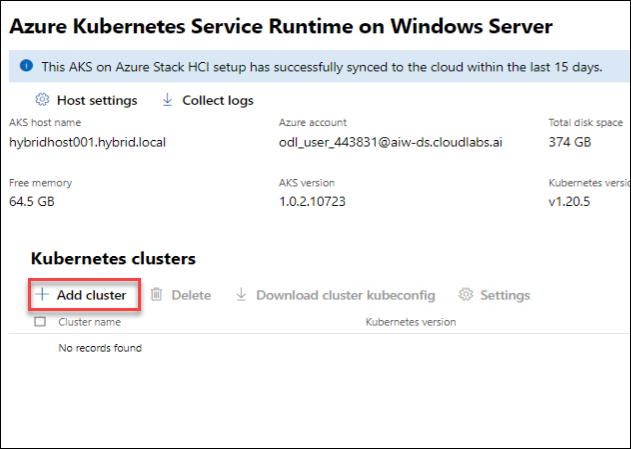 Azure Kubernetes Service Runtime on Windows Server
This AKS on Azure Stack HCI setup has successfully synced to the cloud within the last 15 days.
Host settings Collect logs
AKS host name Azure account Total disk space
hybridhost001.hybrid.local odl_user_443831@aiw-ds.cloudlabs.ai 374 GB
Free memory AKS version Kubernetes versio
64.5 GB 1.0.2.10723 v1.20.5
Kubernetes clusters
Add cluster Delete Download cluster kubeconfig Settings
Cluster name Kubernetes version
No records found